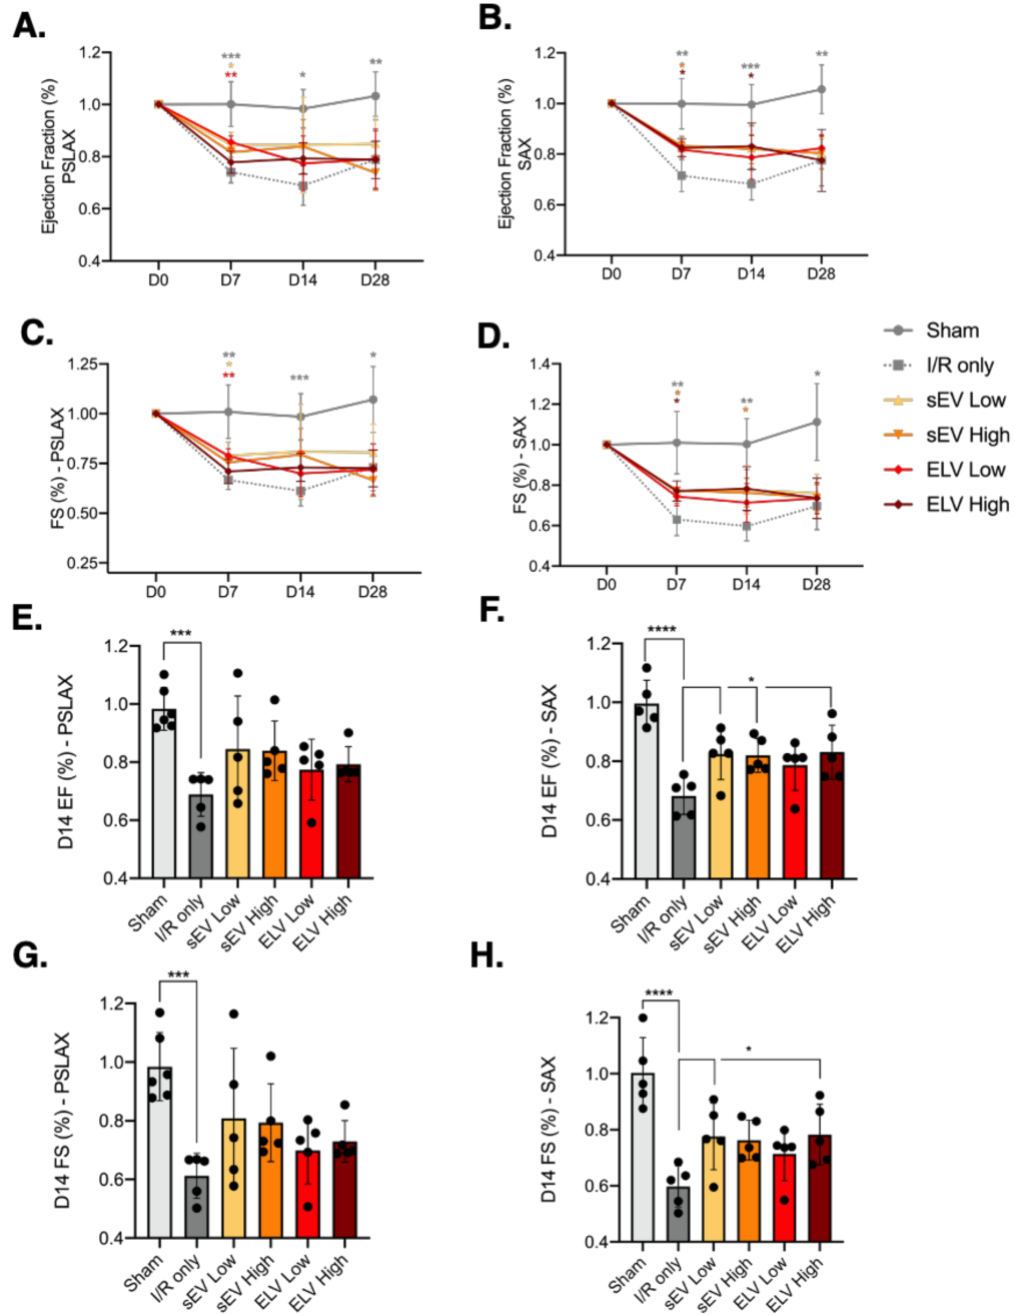 A.
Ejection Fraction (%)
PSLAX
1.2
1.0
0.8
0.6
0.4
*** * **
* **
D0 D7 D14 D28
B.
Ejection Fraction (%)
SAX
1.2
1.0
0.8
0.6
0.4
** *** **
* *
*
D0 D7 D14 D28
C.
FS (%) - PSLAX
1.25
1.00
0.75
0.50
0.25
** *** *
*
**
D0 D7 D14 D28
D.
FS (%) - SAX
1.4
1.2
1.0
0.8
0.6
0.4
** ** *
* *
*
D0 D7 D14 D28
Sham
I/R only
sEV Low
sEV High
ELV Low
ELV High
E.
D14 EF (%) - PSLAX
1.2
1.0
0.8
0.6
0.4
***
Sham
I/R only
sEV Low
sEV High
ELV Low
ELV High
F.
D14 EF (%) - SAX
1.2
1.0
0.8
0.6
0.4
****
*
Sham
I/R only
sEV Low
sEV High
ELV Low
ELV High
G.
D14 FS (%) - PSLAX
1.2
1.0
0.8
0.6
0.4
***
Sham
I/R only
sEV Low
sEV High
ELV Low
ELV High
H.
D14 FS (%) - SAX
1.2
1.0
0.8
0.6
0.4
****
*
Sham
I/R only
sEV Low
sEV High
ELV Low
ELV High